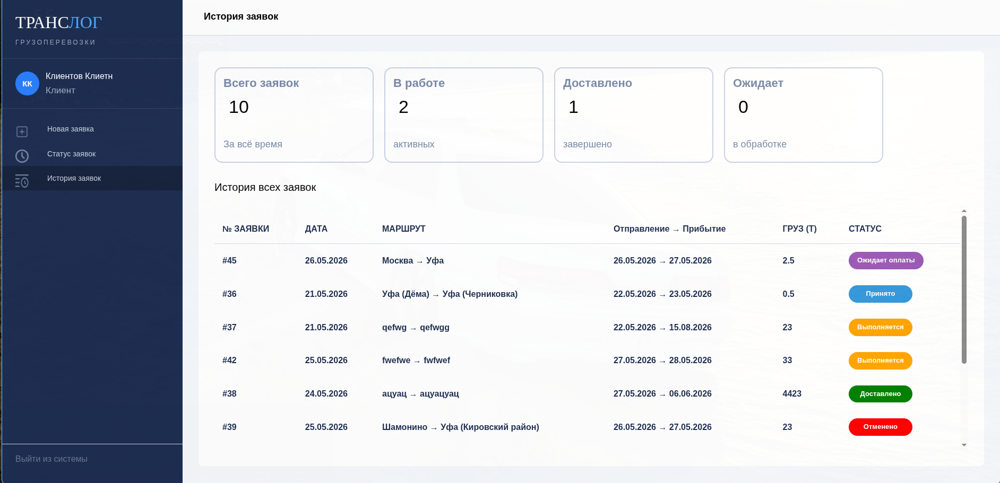 ТРАНСЛОГ
ГРУЗОПЕРЕВОЗКИ
КК
Клиентов Клиетн
Клиент
Новая заявка
Статус заявок
История заявок
Выйти из системы
История заявок
Всего заявок
10
За всё время
В работе
2
активных
Доставлено
1
завершено
Ожидает
0
в обработке
История всех заявок
№ ЗАЯВКИ ДАТА МАРШРУТ Отправление → Прибытие ГРУЗ (Т) СТАТУС
#45 26.05.2026 Москва → Уфа 26.05.2026 → 27.05.2026 2.5 Ожидает оплаты
#36 21.05.2026 Уфа (Дёма) → Уфа (Черниковка) 22.05.2026 → 23.05.2026 0.5 Принято
#37 21.05.2026 qefwg → qefwgg 22.05.2026 → 15.08.2026 23 Выполняется
#42 25.05.2026 fwefwe → fwfwef 27.05.2026 → 28.05.2026 33 Выполняется
#38 24.05.2026 ацуац → ацуацуац 27.05.2026 → 06.06.2026 4423 Доставлено
#39 25.05.2026 Шамонино → Уфа (Кировский район) 26.05.2026 → 27.05.2026 23 Отменено